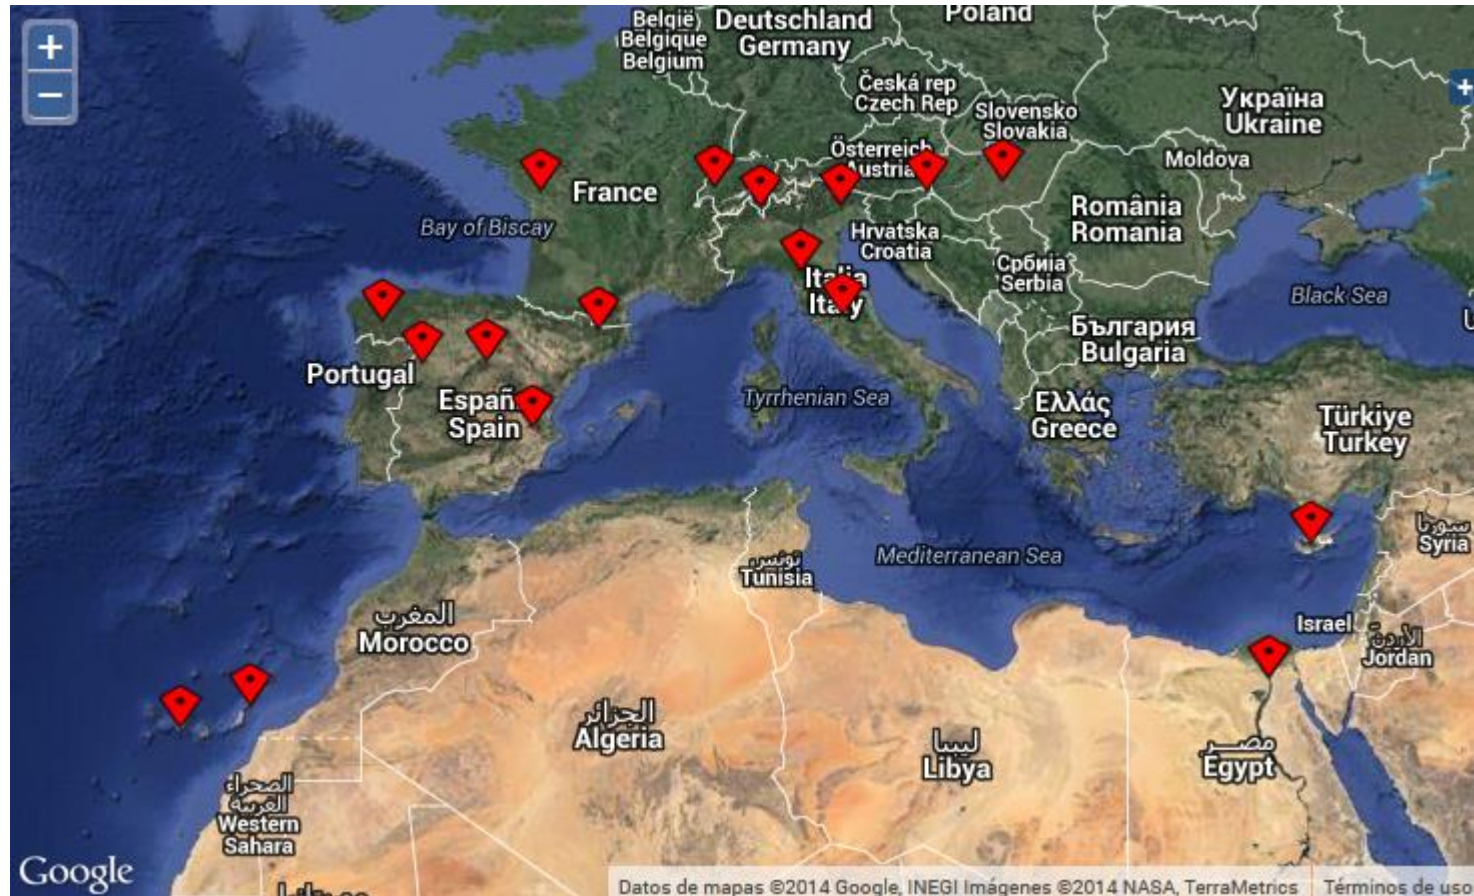 +
−
België
Belgique
Belgium
Deutschland
Germany
Poland
Česká rep
Czech Rep
Slovensko
Slovakia
Україна
Ukraine
+
Österreich
Austria
Moldova
France
România
Romania
Bay of Biscay
Hrvatska
Croatia
Србија
Serbia
Italia
Italy
Black Sea
България
Bulgaria
Portugal
España
Spain
Tyrrhenian Sea
Ελλάς
Greece
Türkiye
Turkey
سوريا
Syria
تونس
Tunisia
Mediterranean Sea
المغرب
Morocco
Israel
الأردن
Jordan
الجزائر
Algeria
ليبيا
Libya
مصر
Egypt
الصحراء
الغربية
Western
Sahara
Google
Datos de mapas ©2014 Google, INEGI Imágenes ©2014 NASA, TerraMetrics
Términos de uso